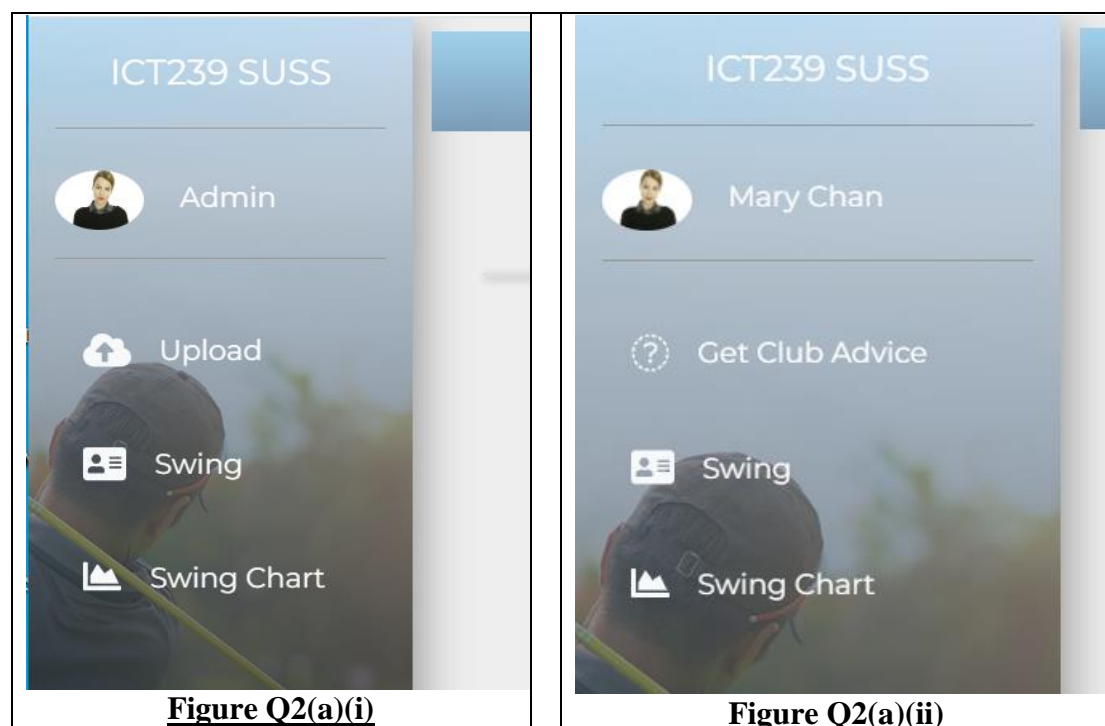 ICT239 SUSS
Admin
Upload
Swing
Swing Chart
Figure Q2(a)(i)
ICT239 SUSS
Mary Chan
Get Club Advice
Swing
Swing Chart
Figure Q2(a)(ii)